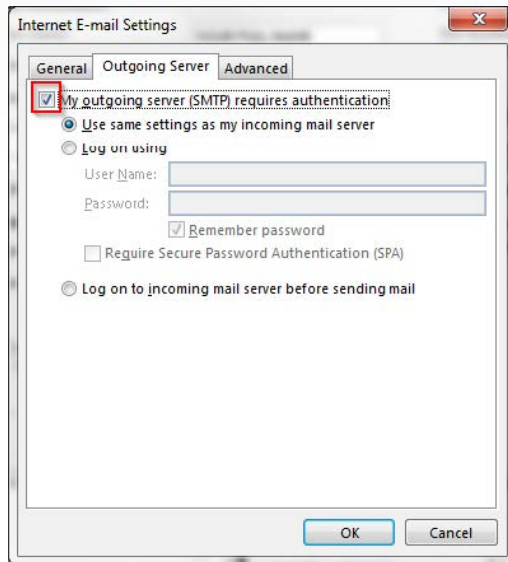 Internet E-mail Settings
General Outgoing Server Advanced
My outgoing server (SMTP) requires authentication
Use same settings as my incoming mail server
Log on using
User Name:
Password:
Remember password
Require Secure Password Authentication (SPA)
Log on to incoming mail server before sending mail
OK Cancel